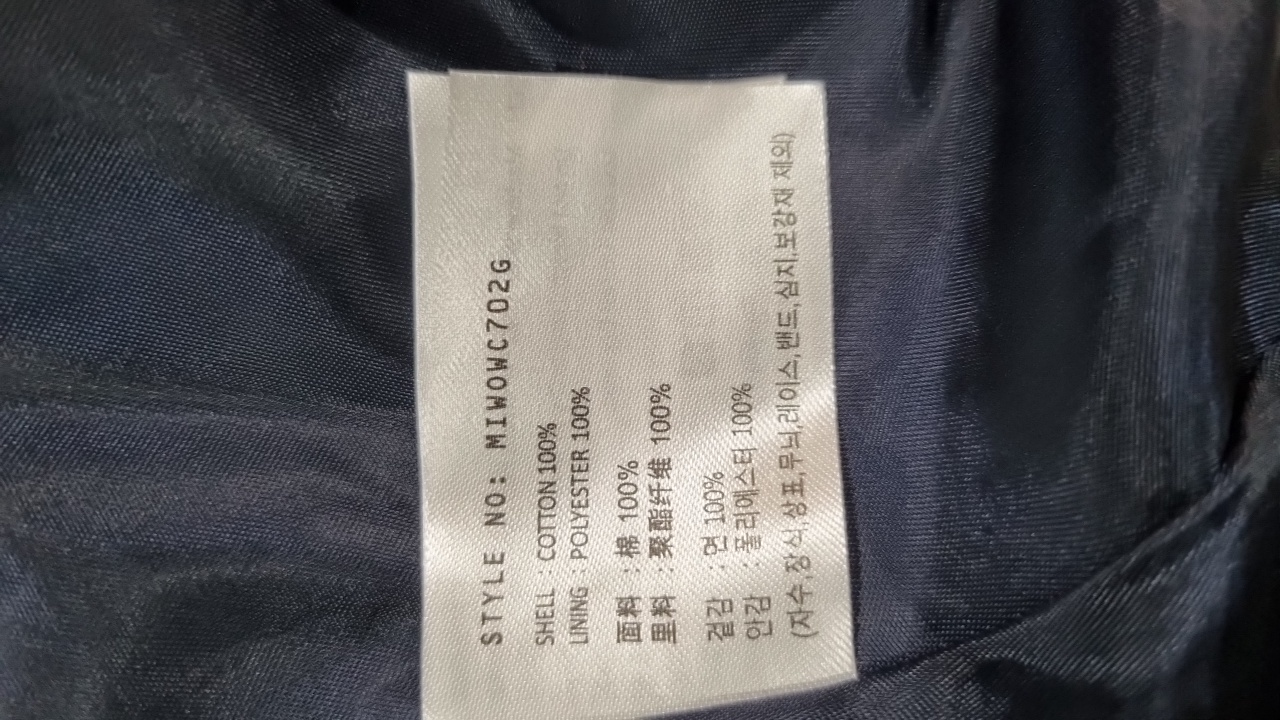 STYLE NO: MIWOWC702G
SHELL : COTTON 100%
LINING : POLYESTER 100%
面料 : 棉 100%
里料 : 聚酯纤维 100%
겉감 : 면 100%
안감 : 폴리에스터 100%
(자수,장식,상표,무늬,레이스,밴드,심지,보강재 제외)